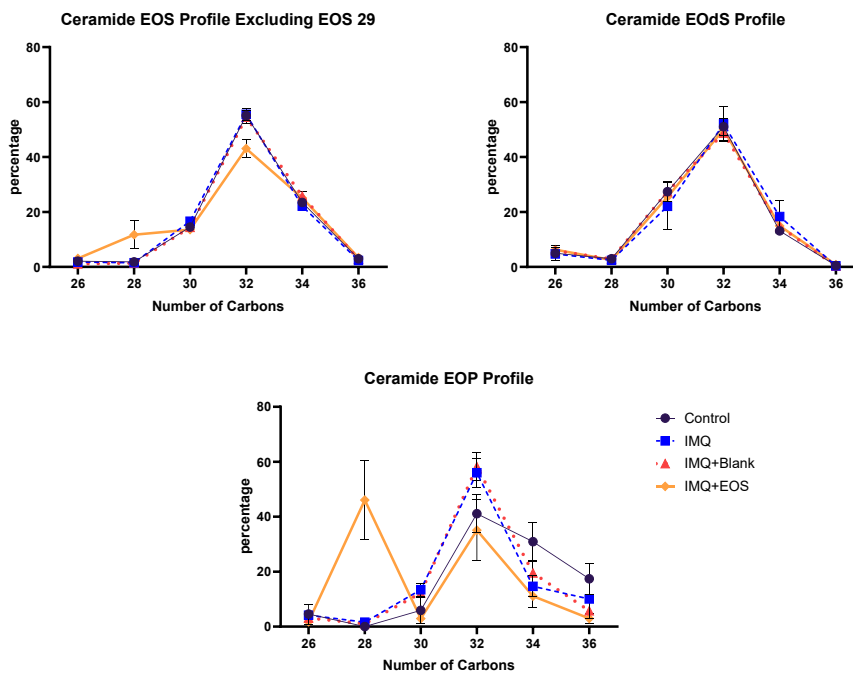 Ceramide EOS Profile Excluding EOS 29
80
60
40
20
0
percentage
26 28 30 32 34 36
Number of Carbons
Ceramide EOdS Profile
80
60
40
20
0
percentage
26 28 30 32 34 36
Number of Carbons
Ceramide EOP Profile
80
60
40
20
0
percentage
26 28 30 32 34 36
Number of Carbons
Control
IMQ
IMQ+Blank
IMQ+EOS